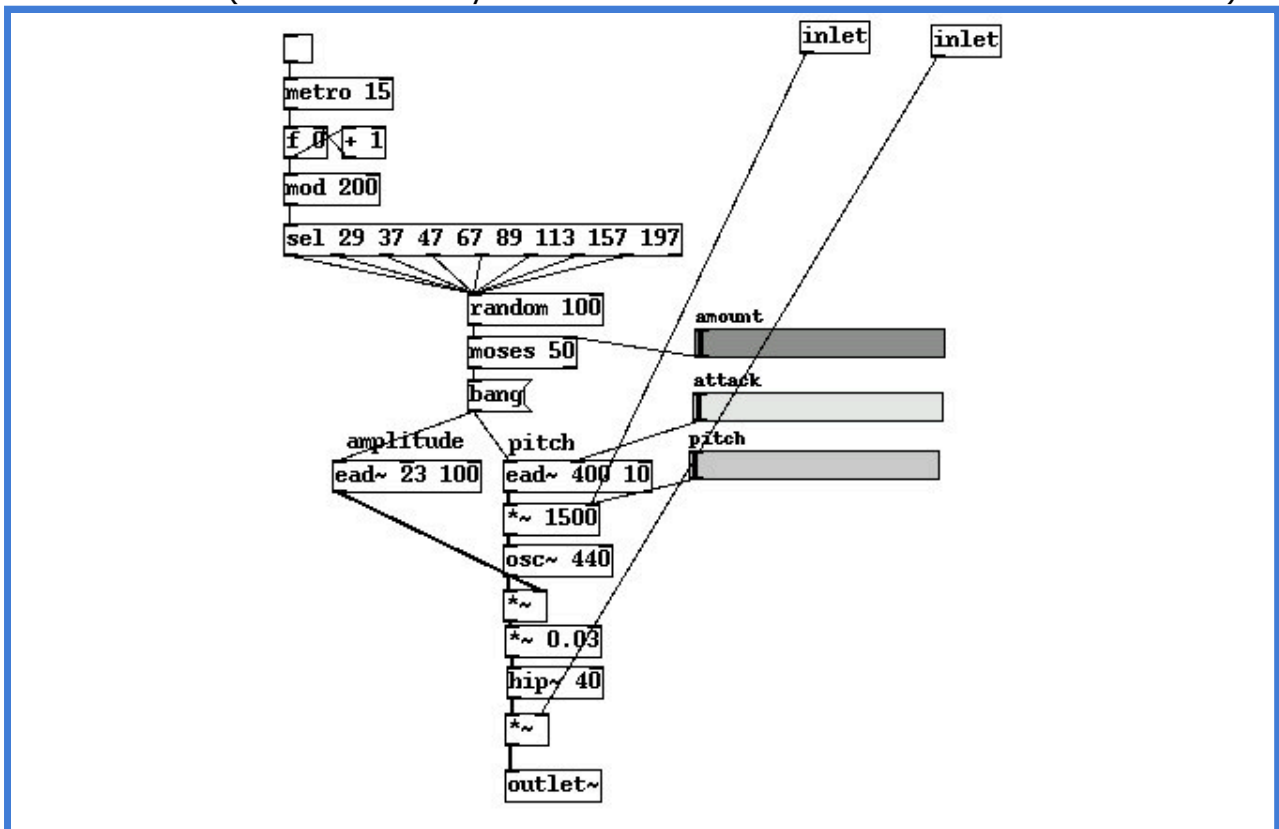 inlet
inlet
metro 15
f 0
+ 1
mod 200
sel 29 37 47 67 89 113 157 197
random 100
amount
moses 50
attack
bang
amplitude
pitch
pitch
ead~ 23 100
ead~ 400 10
*~ 1500
osc~ 440
*~
*~ 0.03
hip~ 40
*~
outlet~